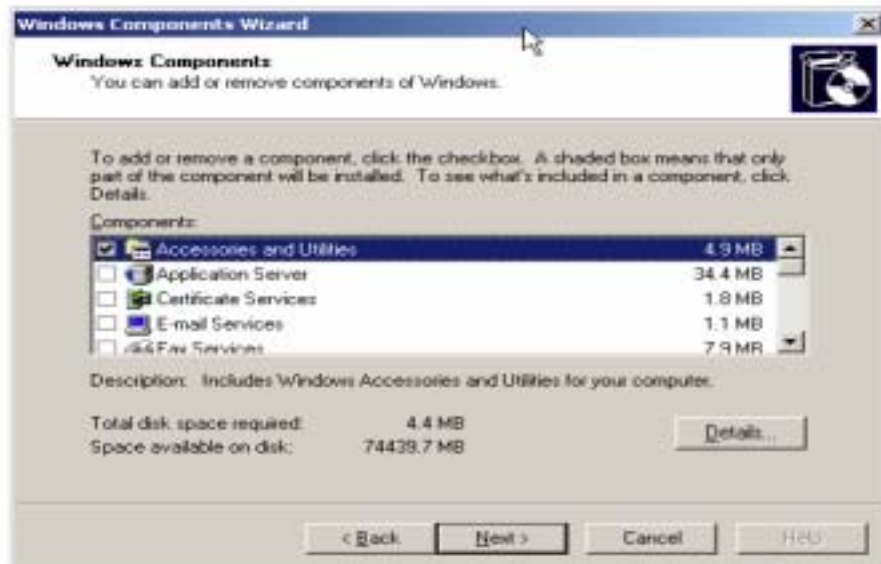 Windows Components Wizard
Windows Components
You can add or remove components of Windows.
To add or remove a component, click the checkbox. A shaded box means that only
part of the component will be installed. To see what's included in a component, click
Details.
Components:
Accessories and Utilities 4.9 MB
Application Server 34.4 MB
Certificate Services 1.8 MB
E-mail Services 1.1 MB
Fax Services 7.9 MB
Description: Includes Windows Accessories and Utilities for your computer.
Total disk space required: 4.4 MB
Space available on disk: 74439.7 MB
Details...
< Back Next > Cancel Help